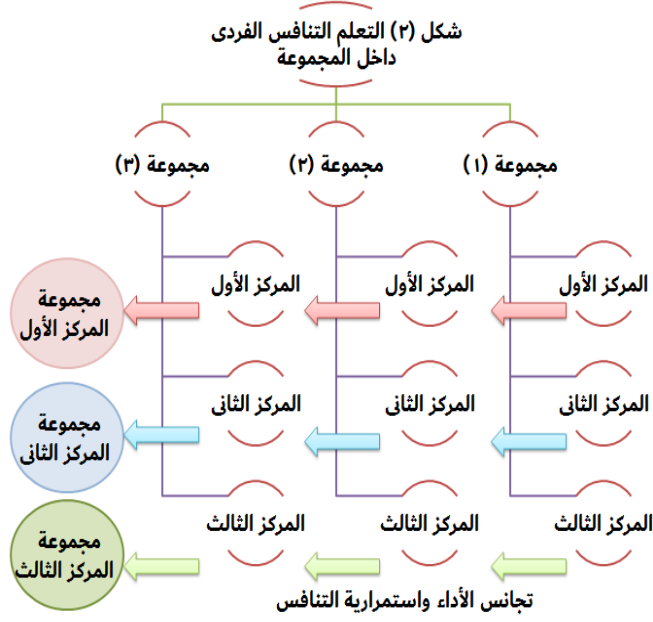 شكل (٢) التعلم التنافس الفردى
داخل المجموعة
مجموعة (١)
مجموعة (٢)
مجموعة (٣)
المركز الأول
المركز الأول
المركز الأول
مجموعة
المركز الأول
المركز الثانى
المركز الثانى
المركز الثانى
مجموعة
المركز الثانى
المركز الثالث
المركز الثالث
المركز الثالث
مجموعة
المركز الثالث
تجانس الأداء واستمرارية التنافس